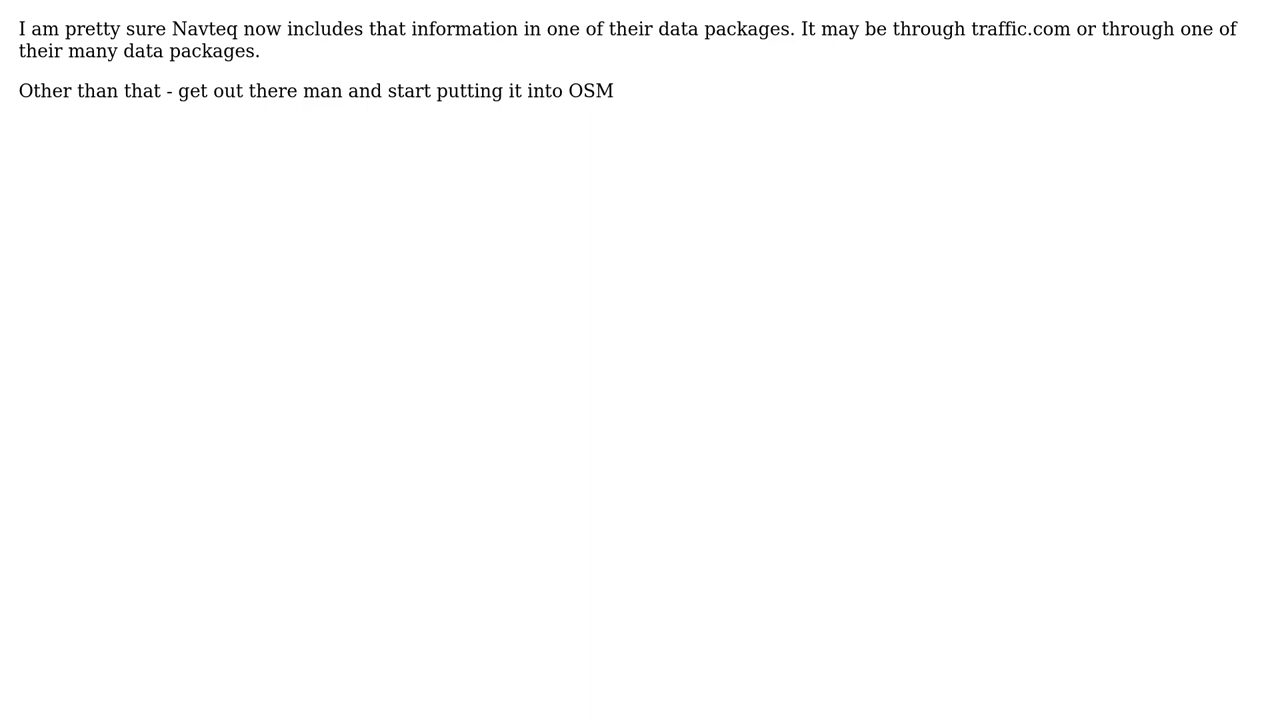 I am pretty sure Navteq now includes that information in one of their data packages. It may be through traffic.com or through one of
their many data packages.
Other than that - get out there man and start putting it into OSM